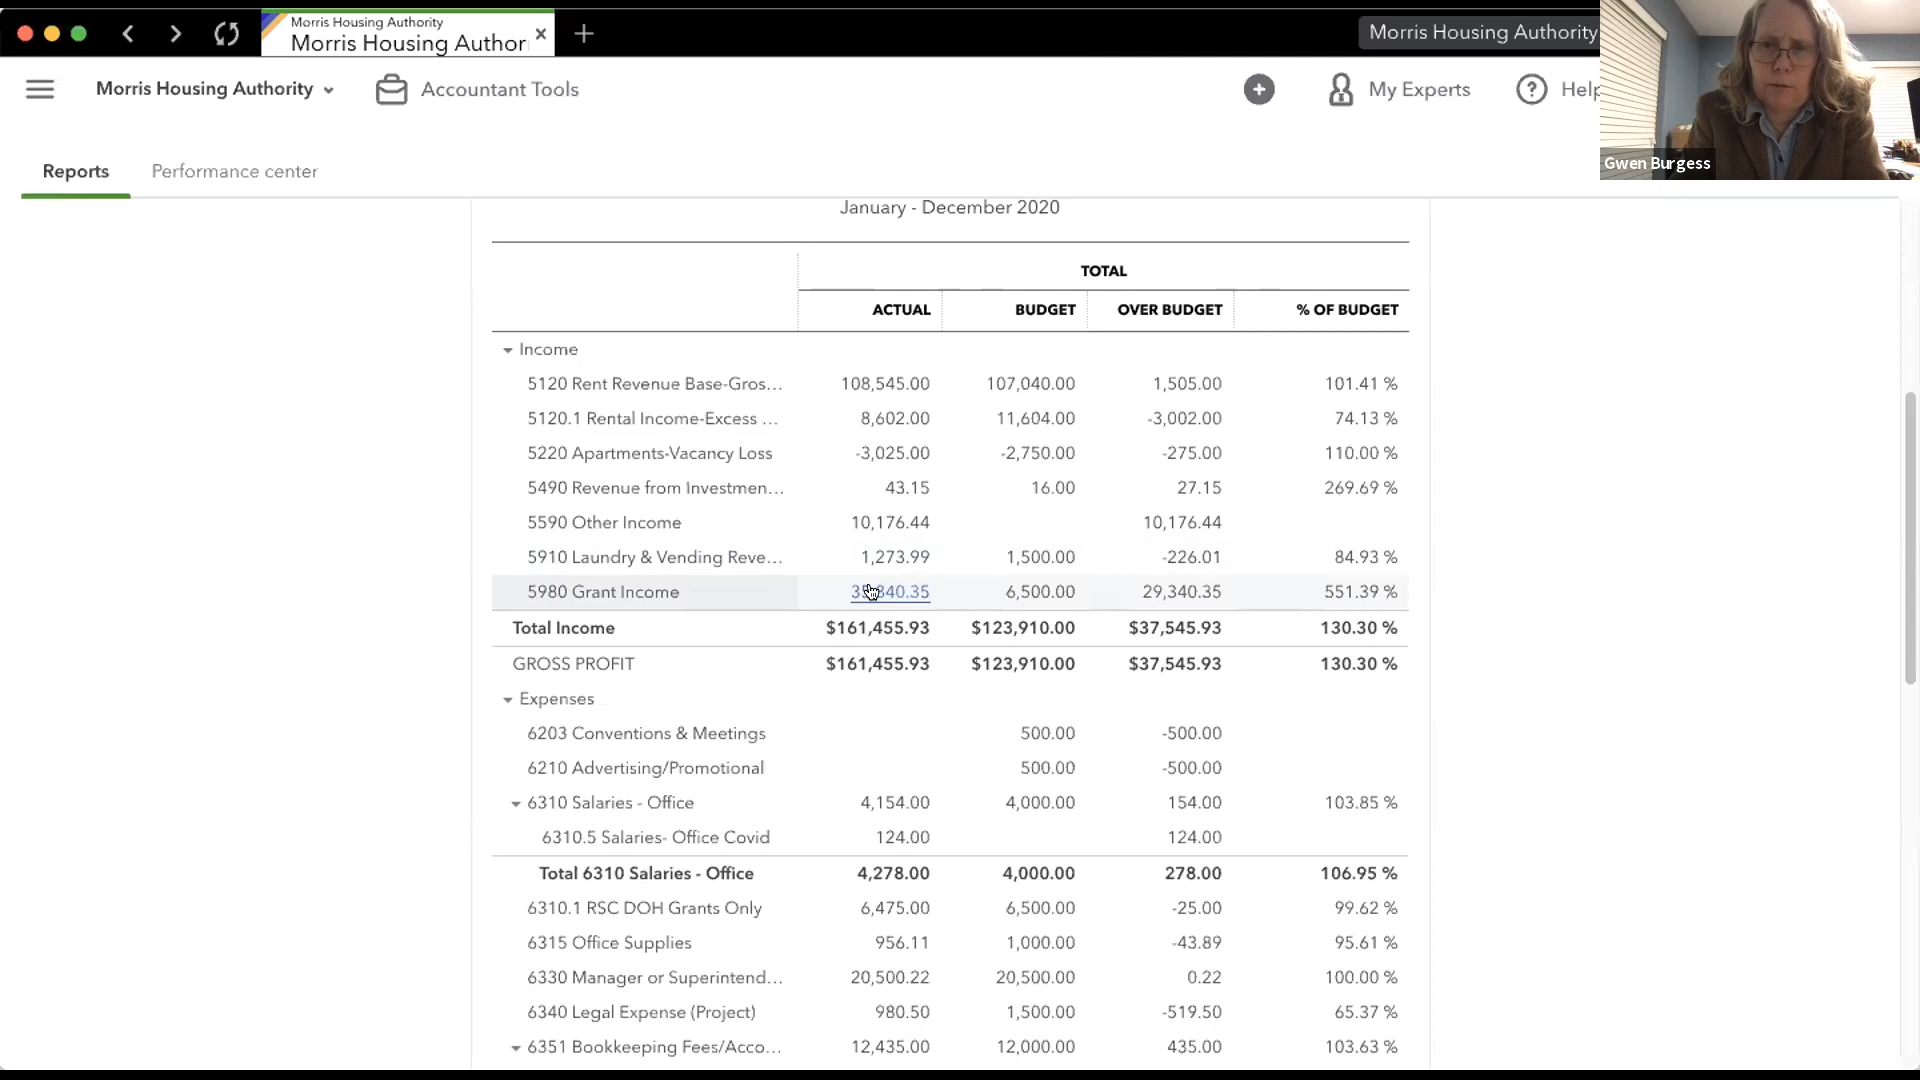 Morris Housing Authority
Morris Housing Author
Morris Housing Authority
Morris Housing Authority
Accountant Tools
My Experts
Help
Gwen Burgess
Reports
Performance center
January - December 2020
TOTAL
ACTUAL BUDGET OVER BUDGET % OF BUDGET
Income
5120 Rent Revenue Base-Gros... 108,545.00 107,040.00 1,505.00 101.41 %
5120.1 Rental Income-Excess ... 8,602.00 11,604.00 -3,002.00 74.13 %
5220 Apartments-Vacancy Loss -3,025.00 -2,750.00 -275.00 110.00 %
5490 Revenue from Investmen... 43.15 16.00 27.15 269.69 %
5590 Other Income 10,176.44 10,176.44
5910 Laundry & Vending Reve... 1,273.99 1,500.00 -226.01 84.93 %
5980 Grant Income 6,500.00 29,340.35 551.39 %
Total Income $161,455.93 $123,910.00 $37,545.93 130.30 %
GROSS PROFIT $161,455.93 $123,910.00 $37,545.93 130.30 %
Expenses
6203 Conventions & Meetings 500.00 -500.00
6210 Advertising/Promotional 500.00 -500.00
6310 Salaries - Office 4,154.00 4,000.00 154.00 103.85 %
6310.5 Salaries- Office Covid 124.00 124.00
Total 6310 Salaries - Office 4,278.00 4,000.00 278.00 106.95 %
6310.1 RSC DOH Grants Only 6,475.00 6,500.00 -25.00 99.62 %
6315 Office Supplies 956.11 1,000.00 -43.89 95.61 %
6330 Manager or Superintend... 20,500.22 20,500.00 0.22 100.00 %
6340 Legal Expense (Project) 980.50 1,500.00 -519.50 65.37 %
6351 Bookkeeping Fees/Acco... 12,435.00 12,000.00 435.00 103.63 %